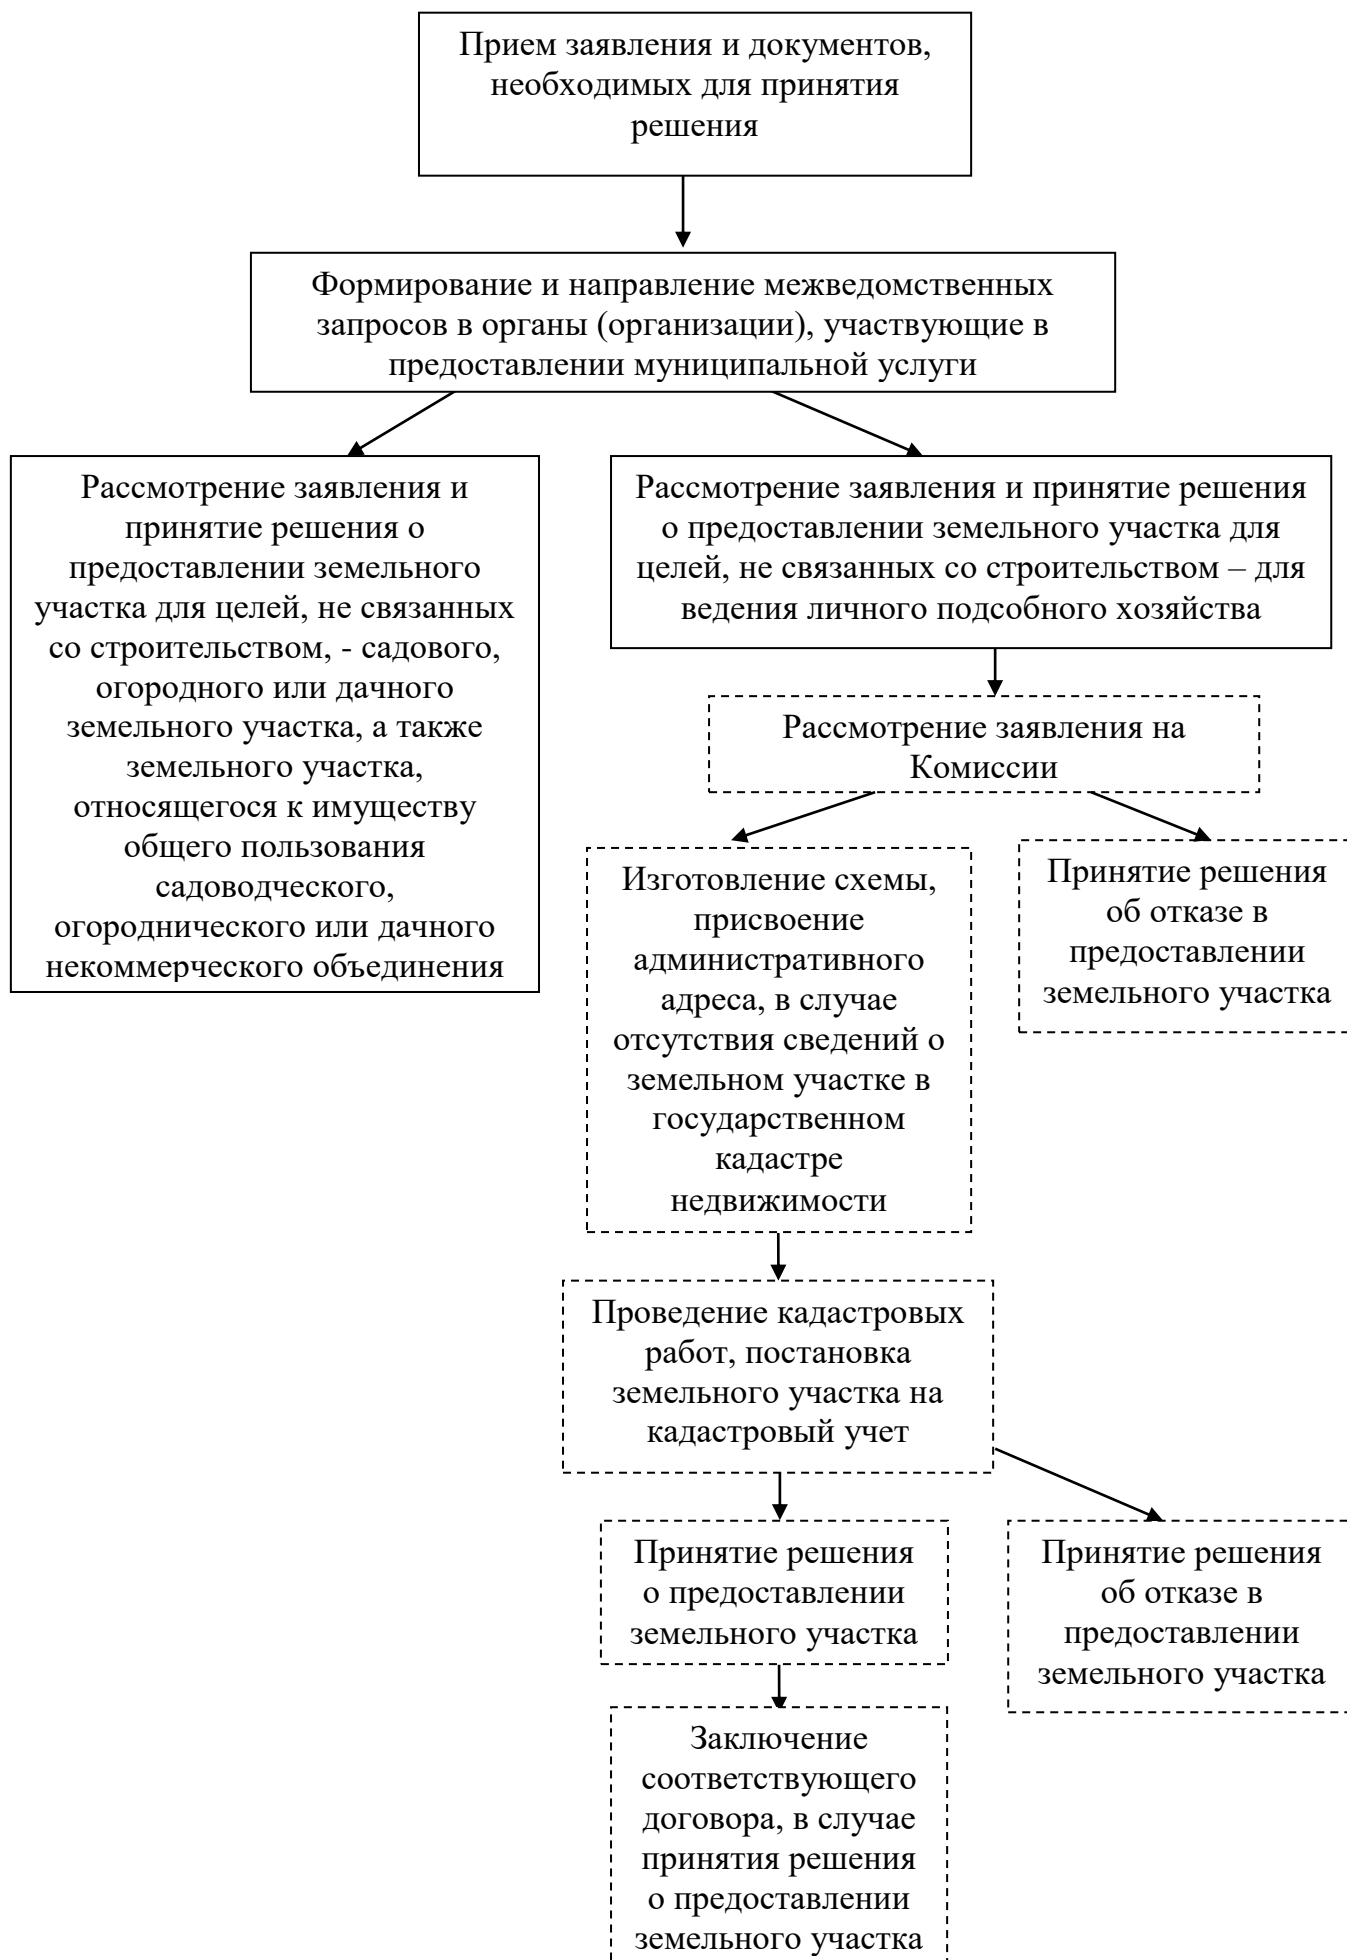 Прием заявления и документов,
необходимых для принятия
решения
Формирование и направление межведомственных
запросов в органы (организации), участвующие в
предоставлении муниципальной услуги
Рассмотрение заявления и
принятие решения о
предоставлении земельного
участка для целей, не связанных
со строительством, - садового,
огородного или дачного
земельного участка, а также
земельного участка,
относящегося к имуществу
общего пользования
садоводческого,
огороднического или дачного
некоммерческого объединения
Рассмотрение заявления и принятие решения
о предоставлении земельного участка для
целей, не связанных со строительством – для
ведения личного подсобного хозяйства
Рассмотрение заявления на
Комиссии
Изготовление схемы,
присвоение
административного
адреса, в случае
отсутствия сведений о
земельном участке в
государственном
кадастре
недвижимости
Принятие решения
об отказе в
предоставлении
земельного участка
Проведение кадастровых
работ, постановка
земельного участка на
кадастровый учет
Принятие решения
о предоставлении
земельного участка
Принятие решения
об отказе в
предоставлении
земельного участка
Заключение
соответствующего
договора, в случае
принятия решения
о предоставлении
земельного участка